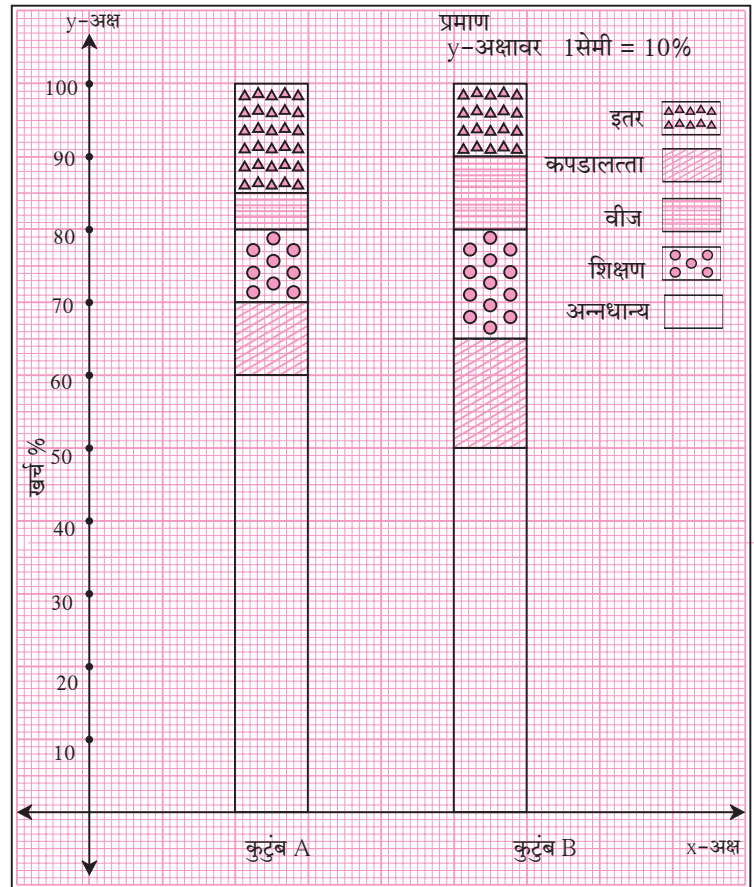 y-अक्ष
प्रमाण
y-अक्षावर 1सेमी = 10%
100
90
80
70
60
50
40
30
20
10
खर्च %
इतर
कपडालत्ता
वीज
शिक्षण
अन्नधान्य
कुटुंब A
कुटुंब B
x-अक्ष